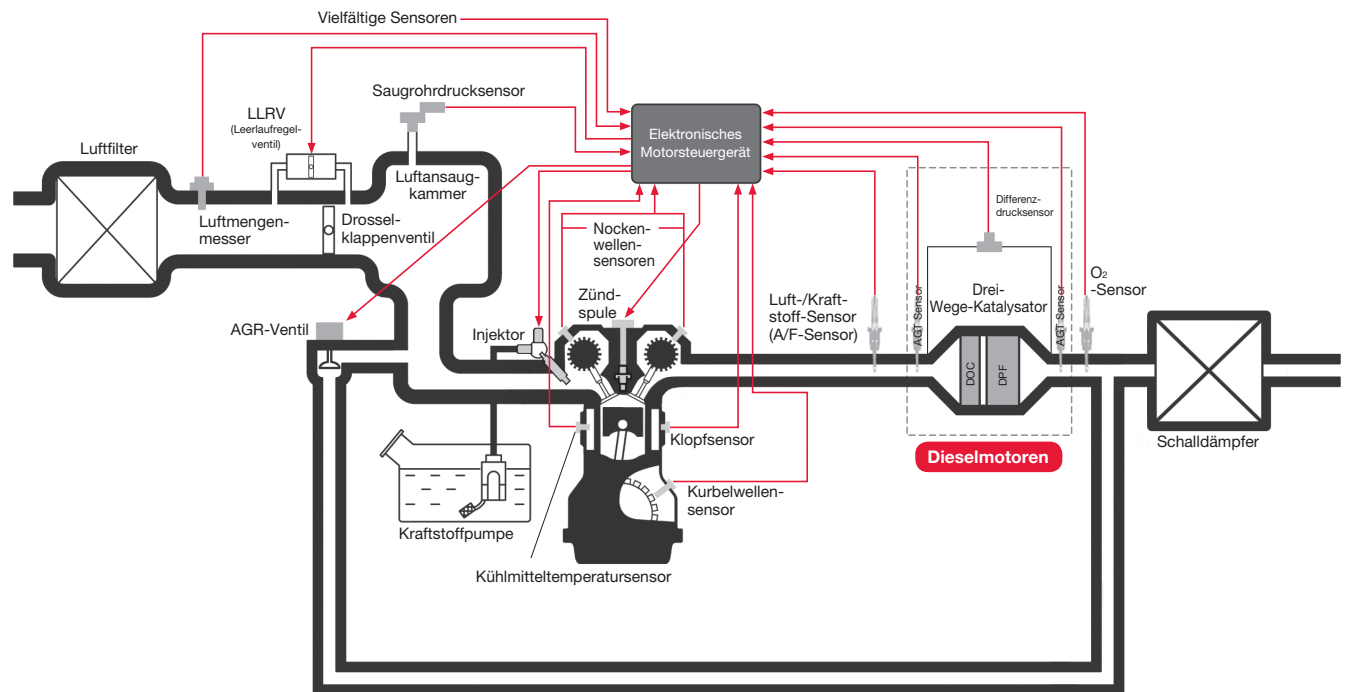 Vielfältige Sensoren
Saugrohrdrucksensor
LLRV
(Leerlaufregel-
ventil)
Elektronisches
Motorsteuergerät
Luftfilter
Luftansaug-
kammer
Luftmengen-
messer
Drossel-
klappenventil
Differenz-
drucksensor
Nocken-
wellen-
sensoren
O2
-Sensor
Drei-
Wege-Katalysator
Zünd-
spule
Luft-/Kraft-
stoff-Sensor
(A/F-Sensor)
AGT Sensor
AGT Sensor
AGR-Ventil
Injektor
DOC
DPF
Klopfsensor
Schalldämpfer
Dieselmotoren
Kurbelwellen-
sensor
Kraftstoffpumpe
Kühlmitteltemperatursensor